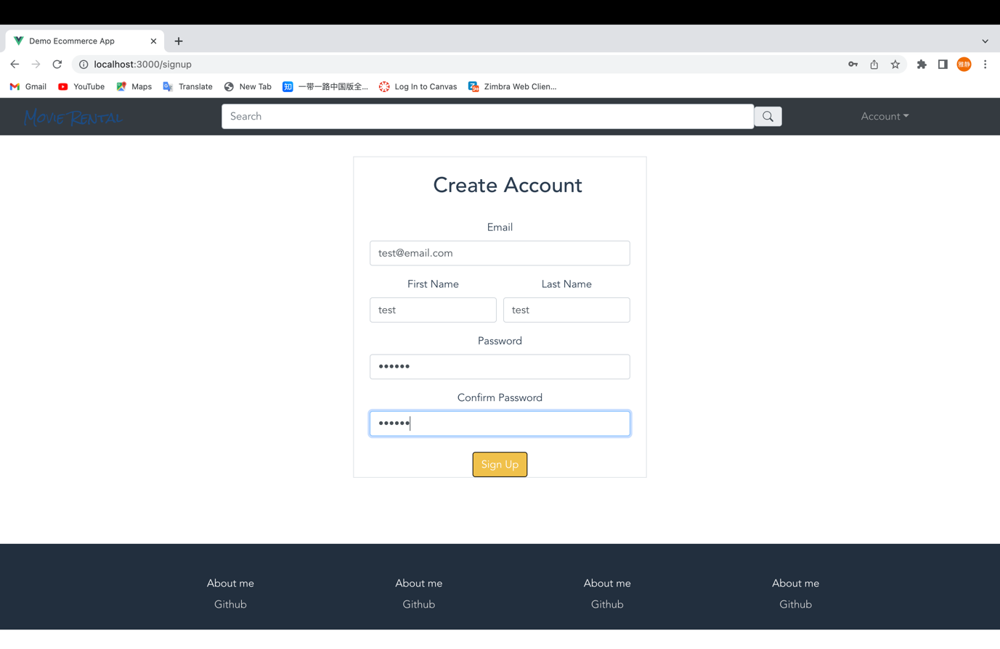 Demo Ecommerce App
localhost:3000/signup
雅静
Gmail YouTube Maps Translate New Tab 知 一带一路中国版全... Log In to Canvas Zimbra Web Clien...
Movie Rental Search Account
Create Account
Email
test@email.com
First Name Last Name
test test
Password
••••••
Confirm Password
••••••
Sign Up
About me About me About me About me
Github Github Github Github